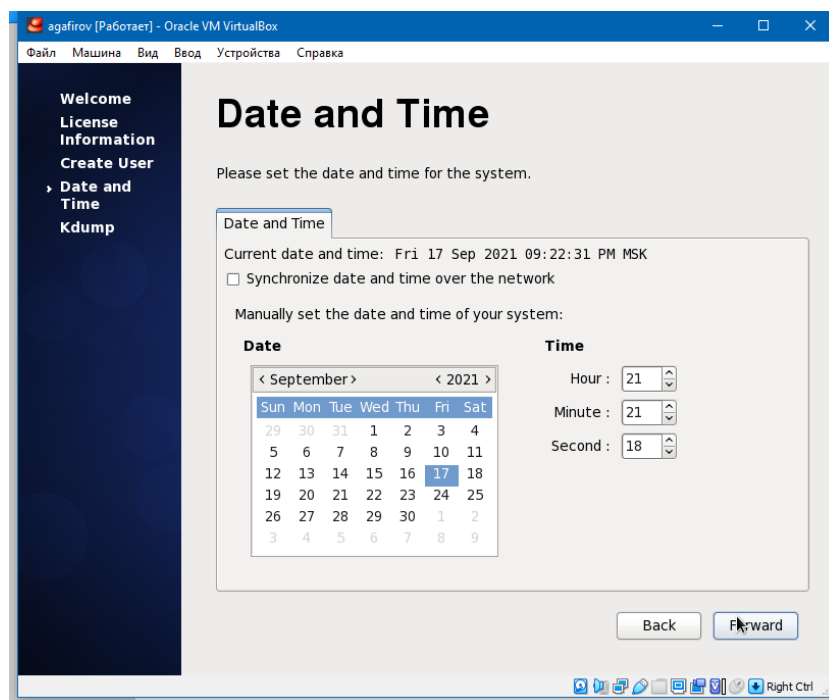 agafirov [Работает] - Oracle VM VirtualBox
Файл Машина Вид Ввод Устройства Справка
Welcome
License
Information
Create User
Date and
Time
Kdump
Date and Time
Please set the date and time for the system.
Date and Time
Current date and time: Fri 17 Sep 2021 09:22:31 PM MSK
Synchronize date and time over the network
Manually set the date and time of your system:
Date
‹ September › ‹ 2021 ›
Sun Mon Tue Wed Thu Fri Sat
29 30 31 1 2 3 4
5 6 7 8 9 10 11
12 13 14 15 16 17 18
19 20 21 22 23 24 25
26 27 28 29 30 1 2
3 4 5 6 7 8 9
Time
Hour : 21
Minute : 21
Second : 18
Back Forward
Right Ctrl